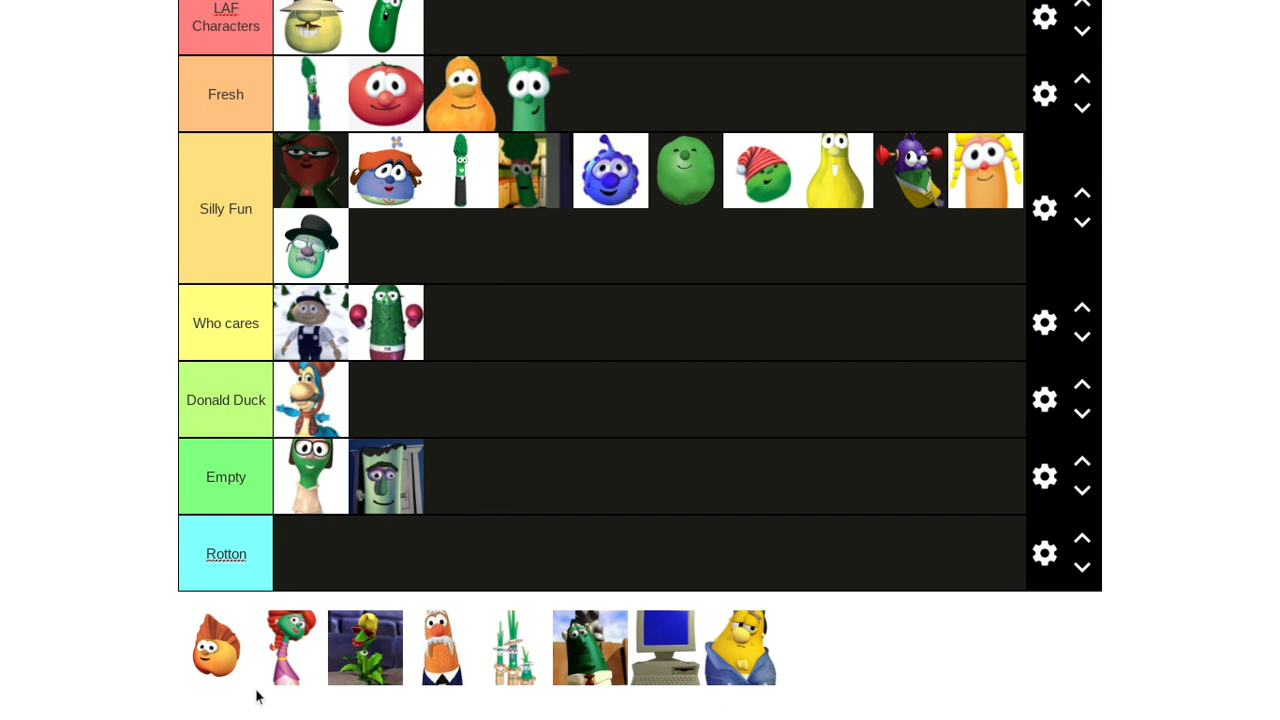 LAF
Characters
Fresh
Silly Fun
Who cares
Donald Duck
Empty
Rotton